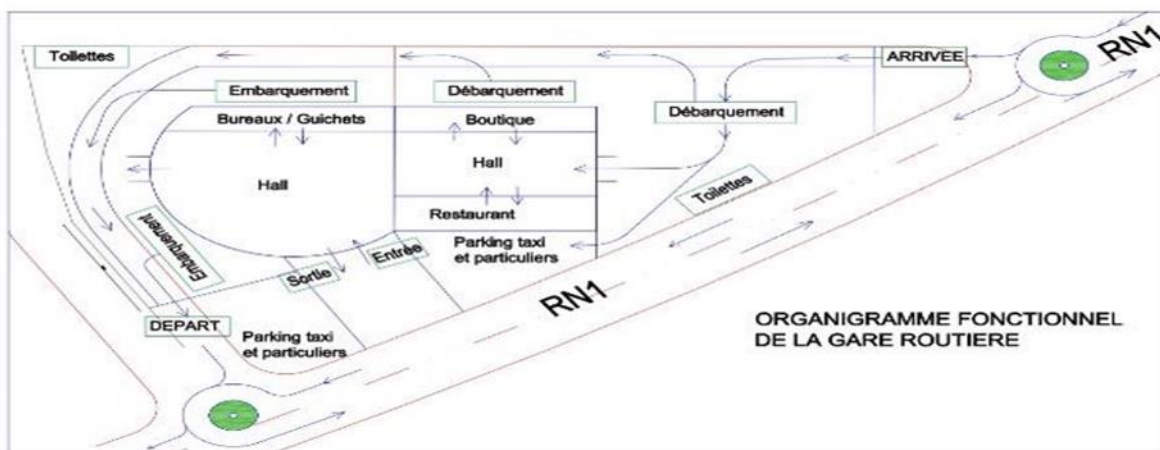 RN1
Toilettes
ARRIVEE
Embarquement
Débarquement
Débarquement
Bureaux / Guichets
Boutique
Hall
Hall
Toilettes
Restaurant
Embarquement
Parking taxi
et particuliers
Entrée
Sortie
RN1
DEPART
Parking taxi
et particuliers
ORGANIGRAMME FONCTIONNEL
DE LA GARE ROUTIERE